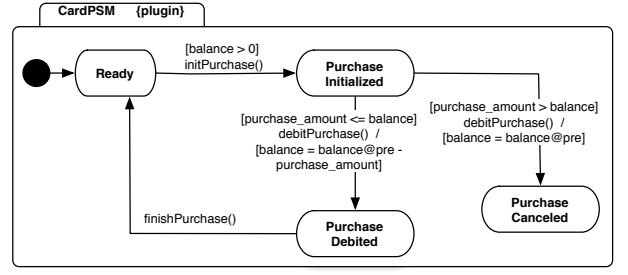 CardPSM {plugin}
[balance > 0]
initPurchase()
Ready
Purchase
Initialized
[purchase_amount <= balance]
debitPurchase() /
[balance = balance@pre -
purchase_amount]
[purchase_amount > balance]
debitPurchase() /
[balance = balance@pre]
Purchase
Canceled
finishPurchase()
Purchase
Debited